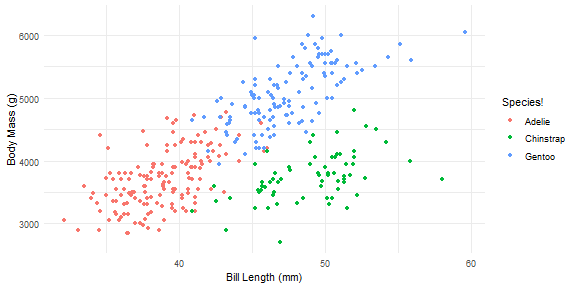 6000
5000
4000
3000
Body Mass (g)
40
50
60
Bill Length (mm)
Species!
Adelie
Chinstrap
Gentoo